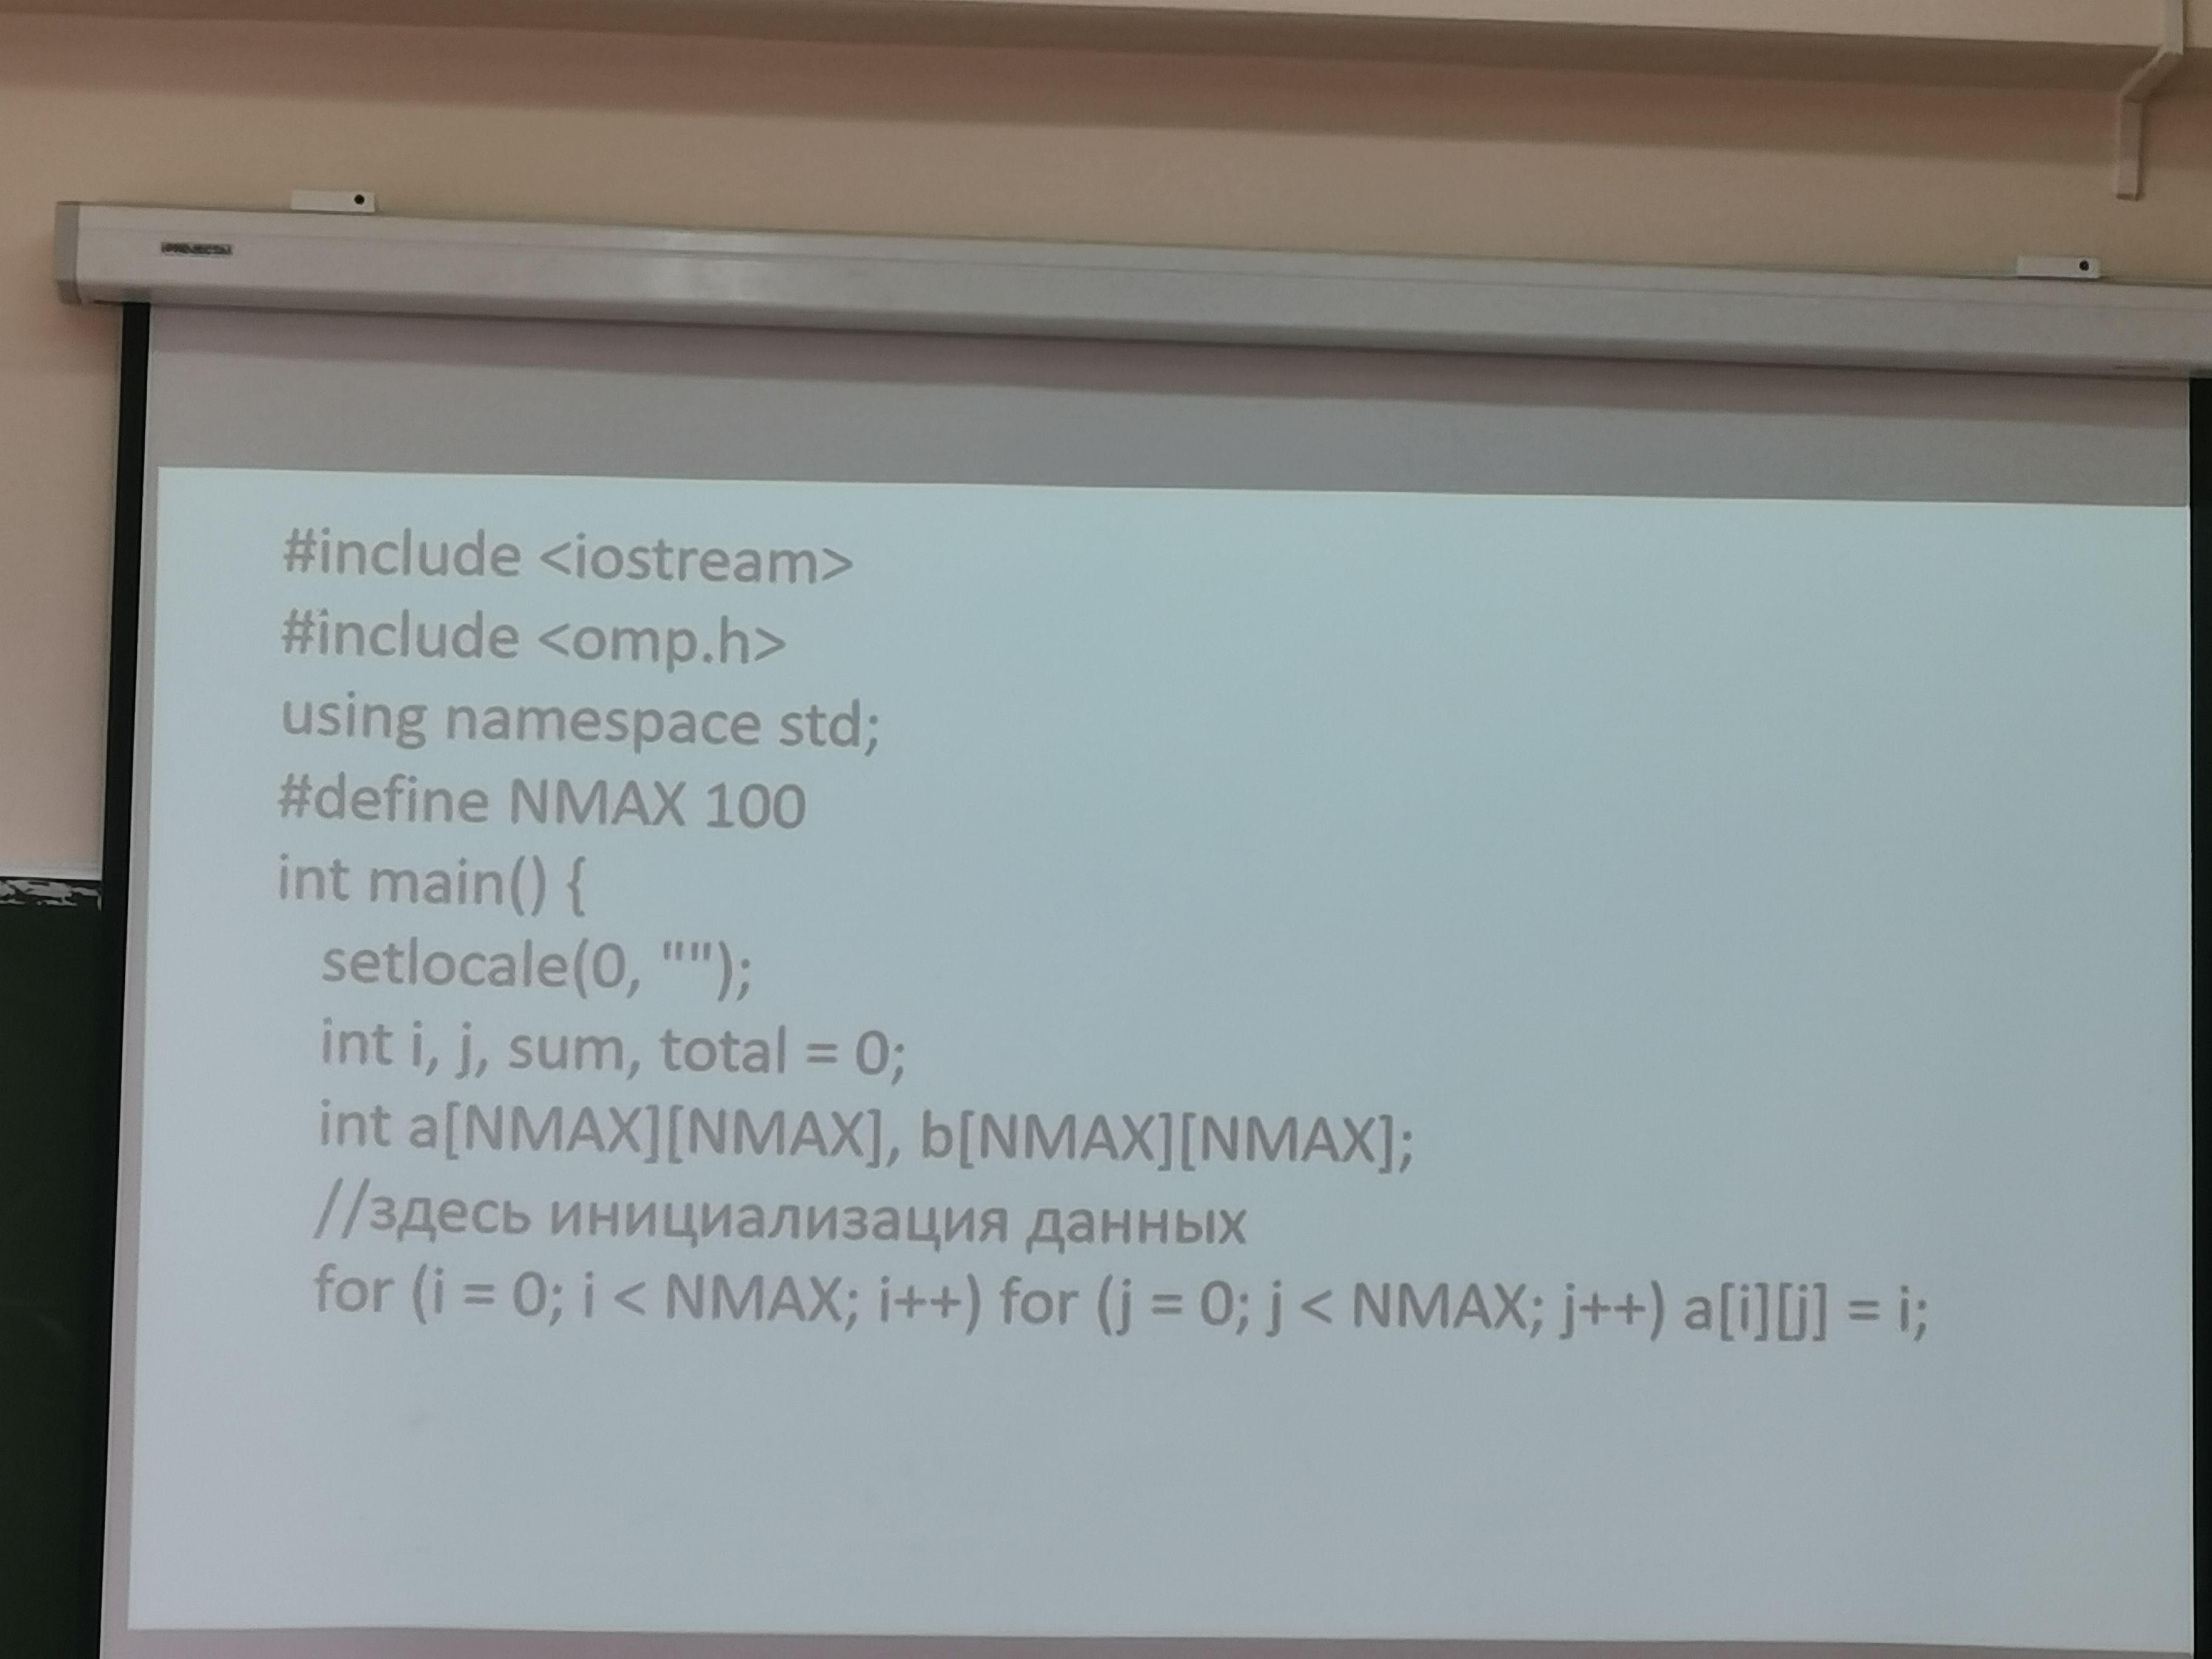 #include <iostream>
#include <omp.h>
using namespace std;
#define NMAX 100
int main() {
setlocale(0, "");
int i, j, sum, total = 0;
int a[NMAX][NMAX], b[NMAX][NMAX];
//здесь инициализация данных
for (i = 0; i < NMAX; i++) for (j = 0; j < NMAX; j++) a[i][j] = i;